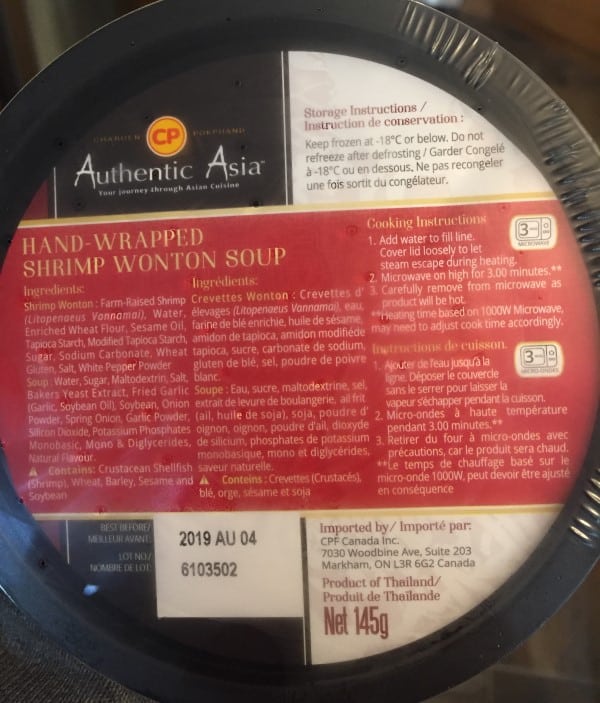 CHAROEN CP POKPHAND
Authentic Asia™
Your journey through Asian Cuisine
Storage Instructions /
Instruction de conservation :
Keep frozen at -18°C or below. Do not
refreeze after defrosting / Garder Congelé
à -18°C ou en dessous. Ne pas recongeler
une fois sortit du congélateur.
HAND-WRAPPED
SHRIMP WONTON SOUP
Ingredients:
Shrimp Wonton : Farm-Raised Shrimp
(Litopenaeus Vannamai), Water,
Enriched Wheat Flour, Sesame Oil,
Tapioca Starch, Modified Tapioca Starch,
Sugar, Sodium Carbonate, Wheat
Gluten, Salt, White Pepper Powder
Soup : Water, Sugar, Maltodextrin, Salt,
Bakers Yeast Extract, Fried Garlic
(Garlic, Soybean Oil), Soybean, Onion
Powder, Spring Onion, Garlic Powder,
Silicon Dioxide, Potassium Phosphates
Monobasic, Mono & Diglycerides,
Natural Flavour.
Contains: Crustacean Shellfish
(Shrimp), Wheat, Barley, Sesame and
Soybean
Ingrédients:
Crevettes Wonton : Crevettes d'
élevages (Litopenaeus Vannamai), eau,
farine de blé enrichie, huile de sésame,
amidon de tapioca, amidon modifiéde
tapioca, sucre, carbonate de sodium,
gluten de blé, sel, poudre de poivre
blanc.
Soupe : Eau, sucre, maltodextrine, sel,
extrait de levure de boulangerie, ail frit
(ail, huile de soja), soja, poudre d'
oignon, oignon, poudre d'ail, dioxyde
de silicium, phosphates de potassium
monobasique, mono et diglycérides,
saveur naturelle.
Conteins : Crevettes (Crustacés),
blé, orge, sésame et soja
Cooking Instructions
3 min
MICROWAVE
1. Add water to fill line.
Cover lid loosely to let
steam escape during heating.
2. Microwave on high for 3.00 minutes.**
3. Carefully remove from microwave as
product will be hot.
**Heating time based on 1000W Microwave,
may need to adjust cook time accordingly.
Instructions de cuisson
3 min
MICRO-ONDES
1. Ajouter de l'eau jusqu'à la
ligne. Déposer le couvercle
sans le serrer pour laisser la
vapeur s'échapper pendant la cuisson.
2. Micro-ondes à haute température
pendant 3.00 minutes.**
3. Retirer du four à micro-ondes avec
précautions, car le produit sera chaud.
**Le temps de chauffage basé sur le
micro-onde 1000W, peut devoir être ajusté
en conséquence
BEST BEFORE/
MEILLEUR AVANT:
2019 AU 04
LOT NO./
NOMBRE DE LOT:
6103502
Imported by/ Importé par:
CPF Canada Inc.
7030 Woodbine Ave, Suite 203
Markham, ON L3R 6G2 Canada
Product of Thailand/
Produit de Thaïlande
Net 145g